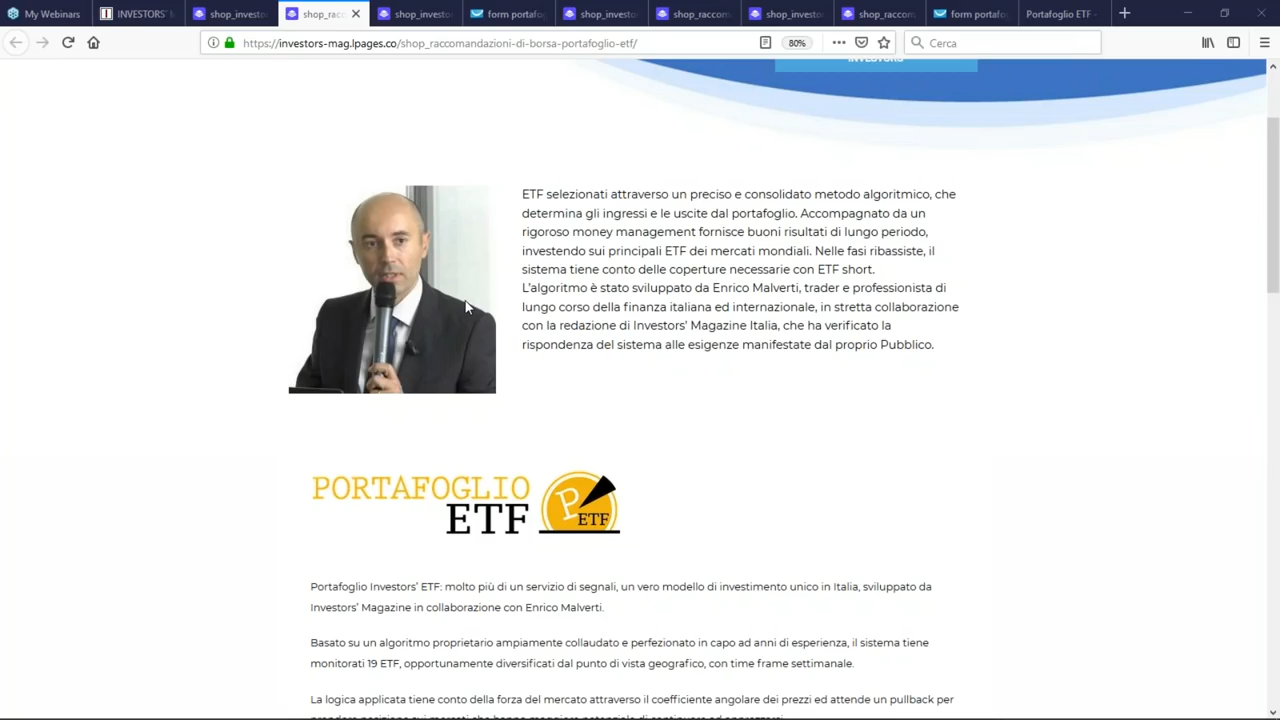 My Webinars
INVESTORS'
shop_investo
shop_racc
shop_investo
form portafog
shop_investo
shop_raccom
shop_investo
shop_raccom
form portafog
Portafoglio ETF -
https://investors-mag.lpages.co/shop_raccomandazioni-di-borsa-portafoglio-etf/
80%
Cerca
INVESTORS
ETF selezionati attraverso un preciso e consolidato metodo algoritmico, che
determina gli ingressi e le uscite dal portafoglio. Accompagnato da un
rigoroso money management fornisce buoni risultati di lungo periodo,
investendo sui principali ETF dei mercati mondiali. Nelle fasi ribassiste, il
sistema tiene conto delle coperture necessarie con ETF short.
L'algoritmo è stato sviluppato da Enrico Malverti, trader e professionista di
lungo corso della finanza italiana ed internazionale, in stretta collaborazione
con la redazione di Investors' Magazine Italia, che ha verificato la
rispondenza del sistema alle esigenze manifestate dal proprio Pubblico.
PORTAFOGLIO
ETF
P
ETF
Portafoglio Investors' ETF: molto più di un servizio di segnali, un vero modello di investimento unico in Italia, sviluppato da
Investors' Magazine in collaborazione con Enrico Malverti.
Basato su un algoritmo proprietario ampiamente collaudato e perfezionato in capo ad anni di esperienza, il sistema tiene
monitorati 19 ETF, opportunamente diversificati dal punto di vista geografico, con time frame settimanale.
La logica applicata tiene conto della forza del mercato attraverso il coefficiente angolare dei prezzi ed attende un pullback per